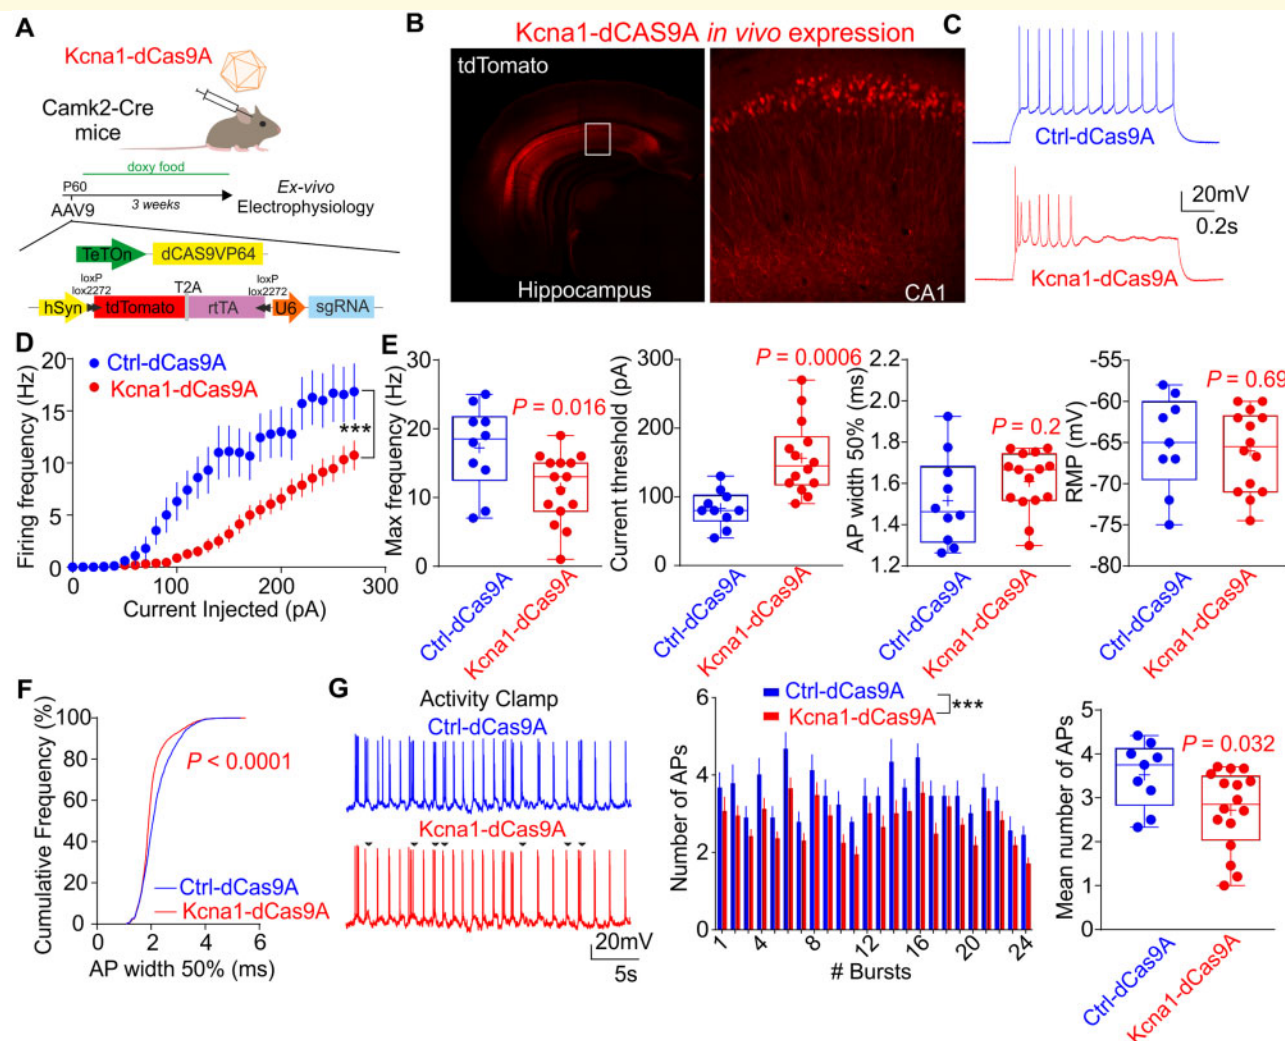 A
Kcna1-dCas9A
Camk2-Cre
mice
doxy food
P60
3 weeks
AAV9
Ex-vivo
Electrophysiology
TeTOn
dCAS9VP64
loxP
lox2272
T2A
loxP
lox2272
hSyn
tdTomato
rtTA
U6
sgRNA
B
Kcna1-dCAS9A in vivo expression
tdTomato
Hippocampus
CA1
C
Ctrl-dCas9A
20mV
0.2s
Kcna1-dCas9A
D
Ctrl-dCas9A
Kcna1-dCas9A
***
Firing frequency (Hz)
20
15
10
5
0
0
100
200
300
Current Injected (pA)
E
Max frequency (Hz)
30
20
10
0
P = 0.016
Ctrl-dCas9A
Kcna1-dCas9A
Current threshold (pA)
300
200
100
0
P = 0.0006
Ctrl-dCas9A
Kcna1-dCas9A
AP width 50% (ms)
2.2
2.0
1.8
1.6
1.4
1.2
P = 0.2
Ctrl-dCas9A
Kcna1-dCas9A
RMP (mV)
-55
-60
-65
-70
-75
-80
P = 0.69
Ctrl-dCas9A
Kcna1-dCas9A
F
Cumulative Frequency (%)
100
80
60
40
20
0
P < 0.0001
Ctrl-dCas9A
Kcna1-dCas9A
0
2
4
6
AP width 50% (ms)
G
Activity Clamp
Ctrl-dCas9A
Kcna1-dCas9A
20mV
5s
Number of APs
6
4
2
0
Ctrl-dCas9A
Kcna1-dCas9A
***
1
4
8
12
16
20
24
# Bursts
Mean number of APs
5
4
3
2
1
0
P = 0.032
Ctrl-dCas9A
Kcna1-dCas9A